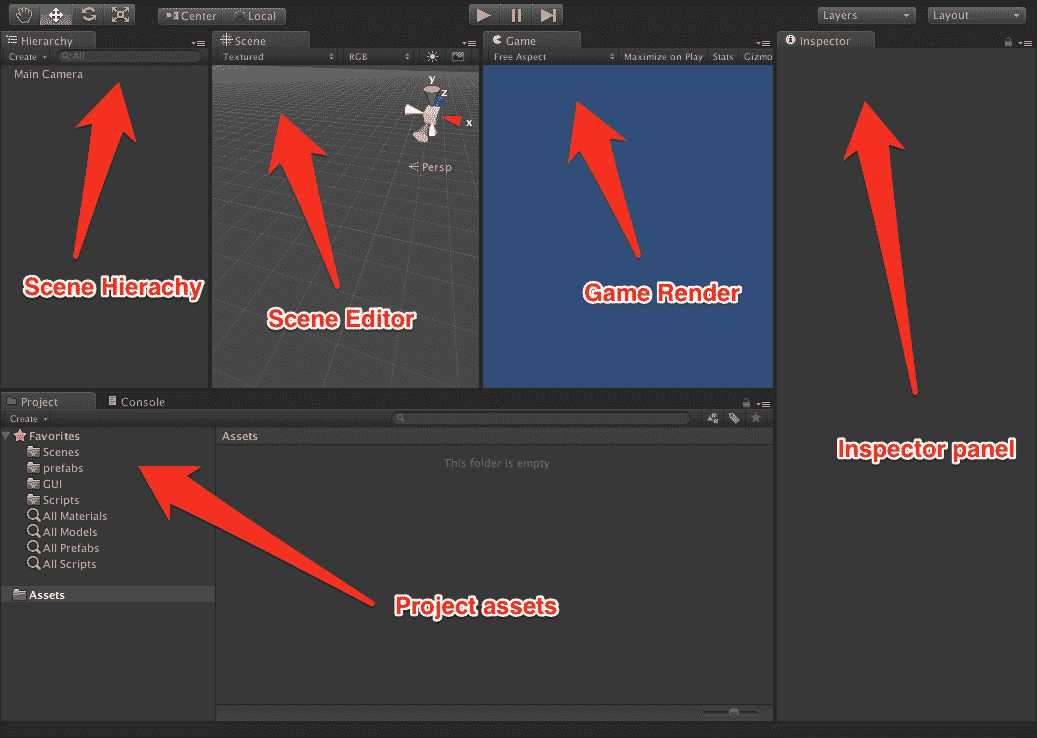 Center Local Layers Layout
Hierarchy
Create All
Main Camera
Scene Hierachy
Scene
Textured RGB
y
z
x
Persp
Scene Editor
Game
Free Aspect Maximize on Play Stats Gizmo
Game Render
Inspector
Inspector panel
Project Console
Create
Favorites
Scenes
prefabs
GUI
Scripts
All Materials
All Models
All Prefabs
All Scripts
Assets
Assets
This folder is empty
Project assets